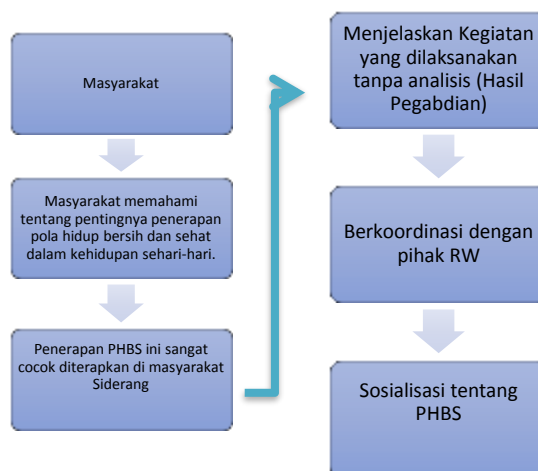 Masyarakat
Masyarakat memahami
tentang pentingnya penerapan
pola hidup bersih dan sehat
dalam kehidupan sehari-hari.
Penerapan PHBS ini sangat
cocok diterapkan di masyarakat
Siderang
Menjelaskan Kegiatan
yang dilaksanakan
tanpa analisis (Hasil
Pegabdian)
Berkoordinasi dengan
pihak RW
Sosialisasi tentang
PHBS